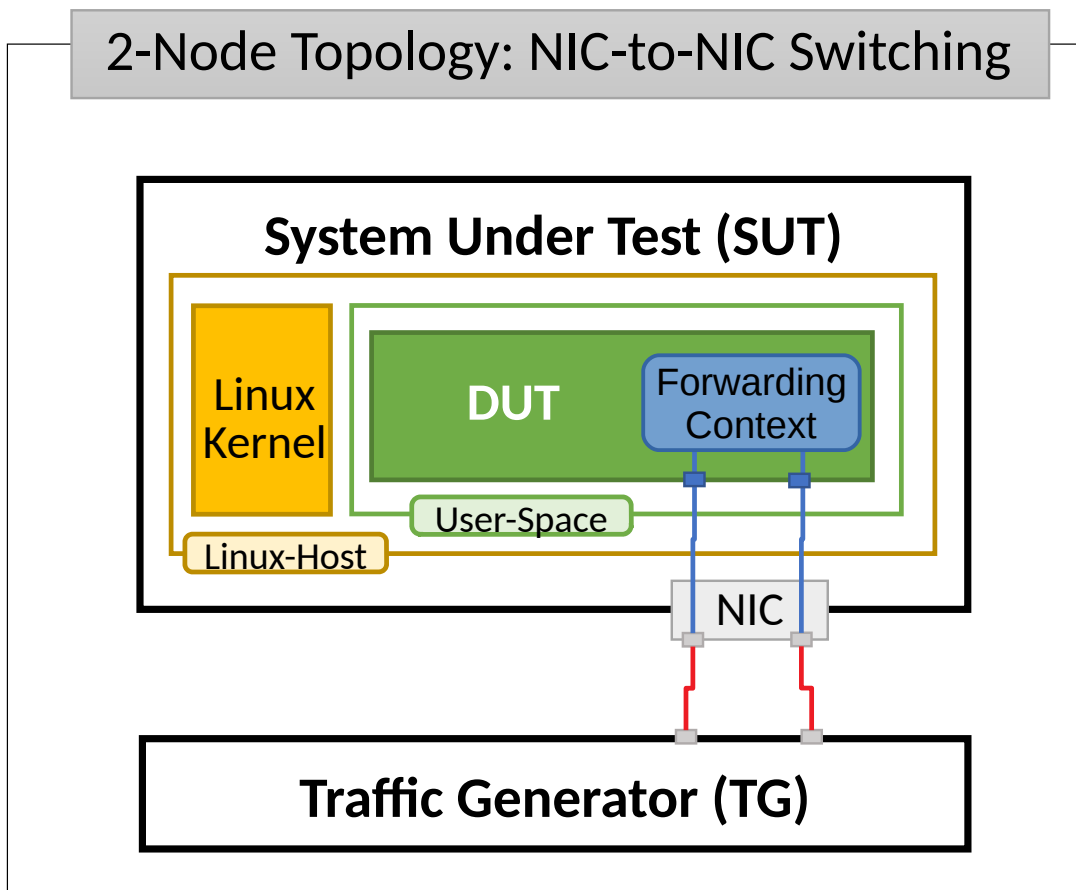 2-Node Topology: NIC-to-NIC Switching
System Under Test (SUT)
Linux
Kernel
DUT
Forwarding
Context
User-Space
Linux-Host
NIC
Traffic Generator (TG)